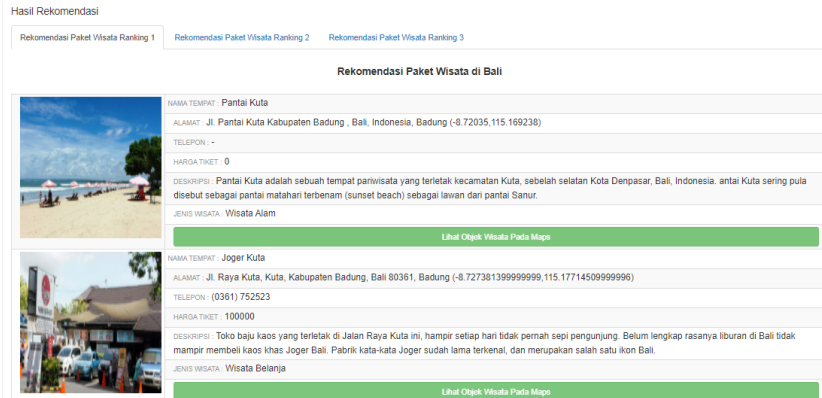 Hasil Rekomendasi
Rekomendasi Paket Wisata Ranking 1
Rekomendasi Paket Wisata Ranking 2
Rekomendasi Paket Wisata Ranking 3
Rekomendasi Paket Wisata di Bali
NAMA TEMPAT : Pantai Kuta
ALAMAT : Jl. Pantai Kuta Kabupaten Badung , Bali, Indonesia, Badung (-8.72035,115.169238)
TELEPON : -
HARGA TIKET : 0
DESKRIPSI : Pantai Kuta adalah sebuah tempat pariwisata yang terletak kecamatan Kuta, sebelah selatan Kota Denpasar, Bali, Indonesia. antai Kuta sering pula
disebut sebagai pantai matahari terbenam (sunset beach) sebagai lawan dari pantai Sanur.
JENIS WISATA : Wisata Alam
Lihat Objek Wisata Pada Maps
NAMA TEMPAT : Joger Kuta
ALAMAT : Jl. Raya Kuta, Kuta, Kabupaten Badung, Bali 80361, Badung (-8.727381399999999,115.17714509999996)
TELEPON : (0361) 752523
HARGA TIKET : 100000
DESKRIPSI : Toko baju kaos yang terletak di Jalan Raya Kuta ini, hampir setiap hari tidak pernah sepi pengunjung. Belum lengkap rasanya liburan di Bali tidak
mampir membeli kaos khas Joger Bali. Pabrik kata-kata Joger sudah lama terkenal, dan merupakan salah satu ikon Bali.
JENIS WISATA : Wisata Belanja
Lihat Objek Wisata Pada Maps